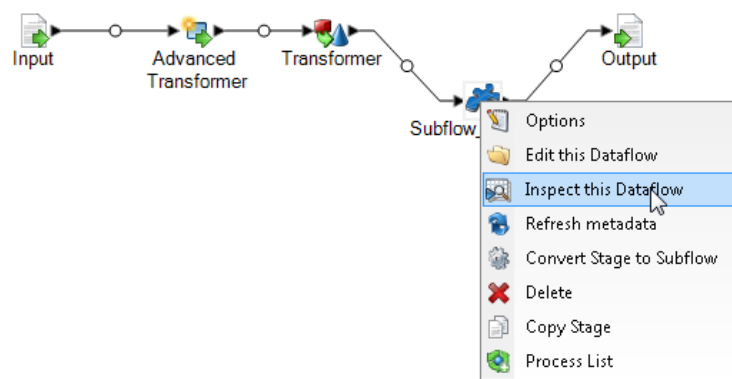 Input
Advanced
Transformer
Transformer
Output
Subflow_
Options
Edit this Dataflow
Inspect this Dataflow
Refresh metadata
Convert Stage to Subflow
Delete
Copy Stage
Process List